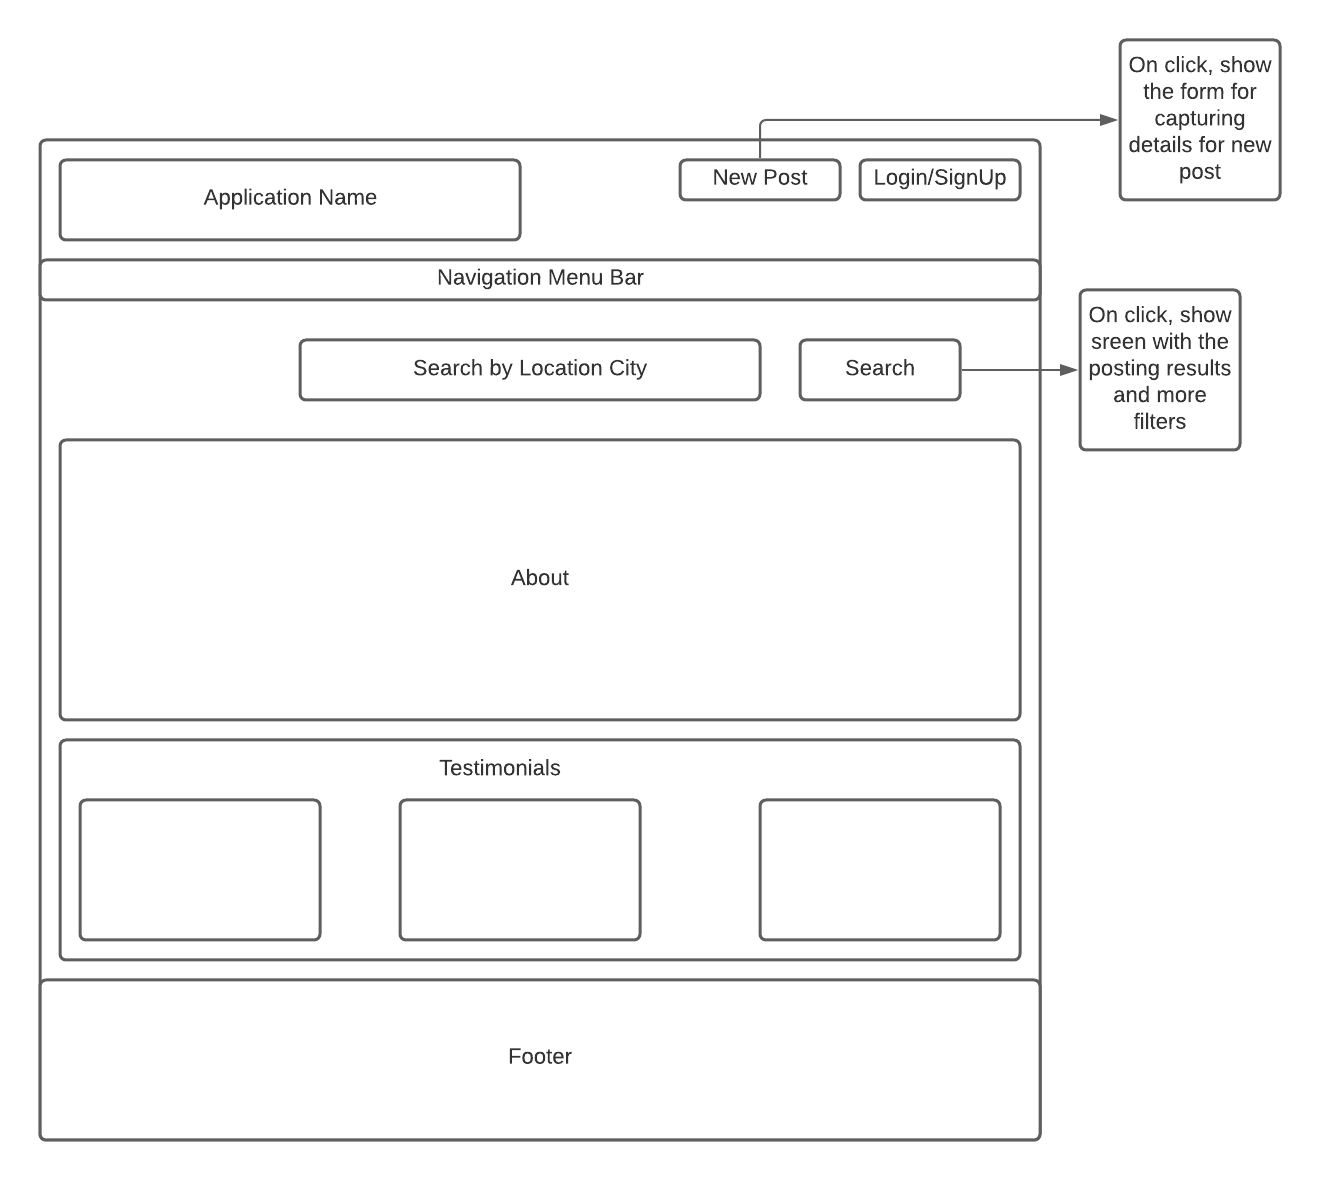 On click, show
the form for
capturing
details for new
post
Application Name
New Post
Login/SignUp
Navigation Menu Bar
Search by Location City
Search
On click, show
sreen with the
posting results
and more
filters
About
Testimonials
Footer